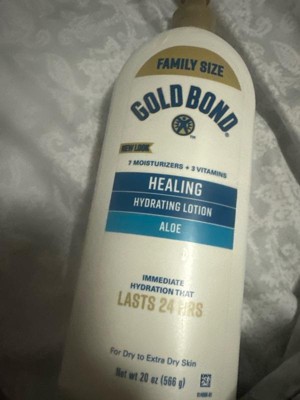 FAMILY SIZE
GOLD BOND
NEW LOOK
7 MOISTURIZERS + 3 VITAMINS
HEALING
HYDRATING LOTION
ALOE
IMMEDIATE
HYDRATION THAT
LASTS 24 HRS
For Dry to Extra Dry Skin
Net wt 20 oz (566 g)